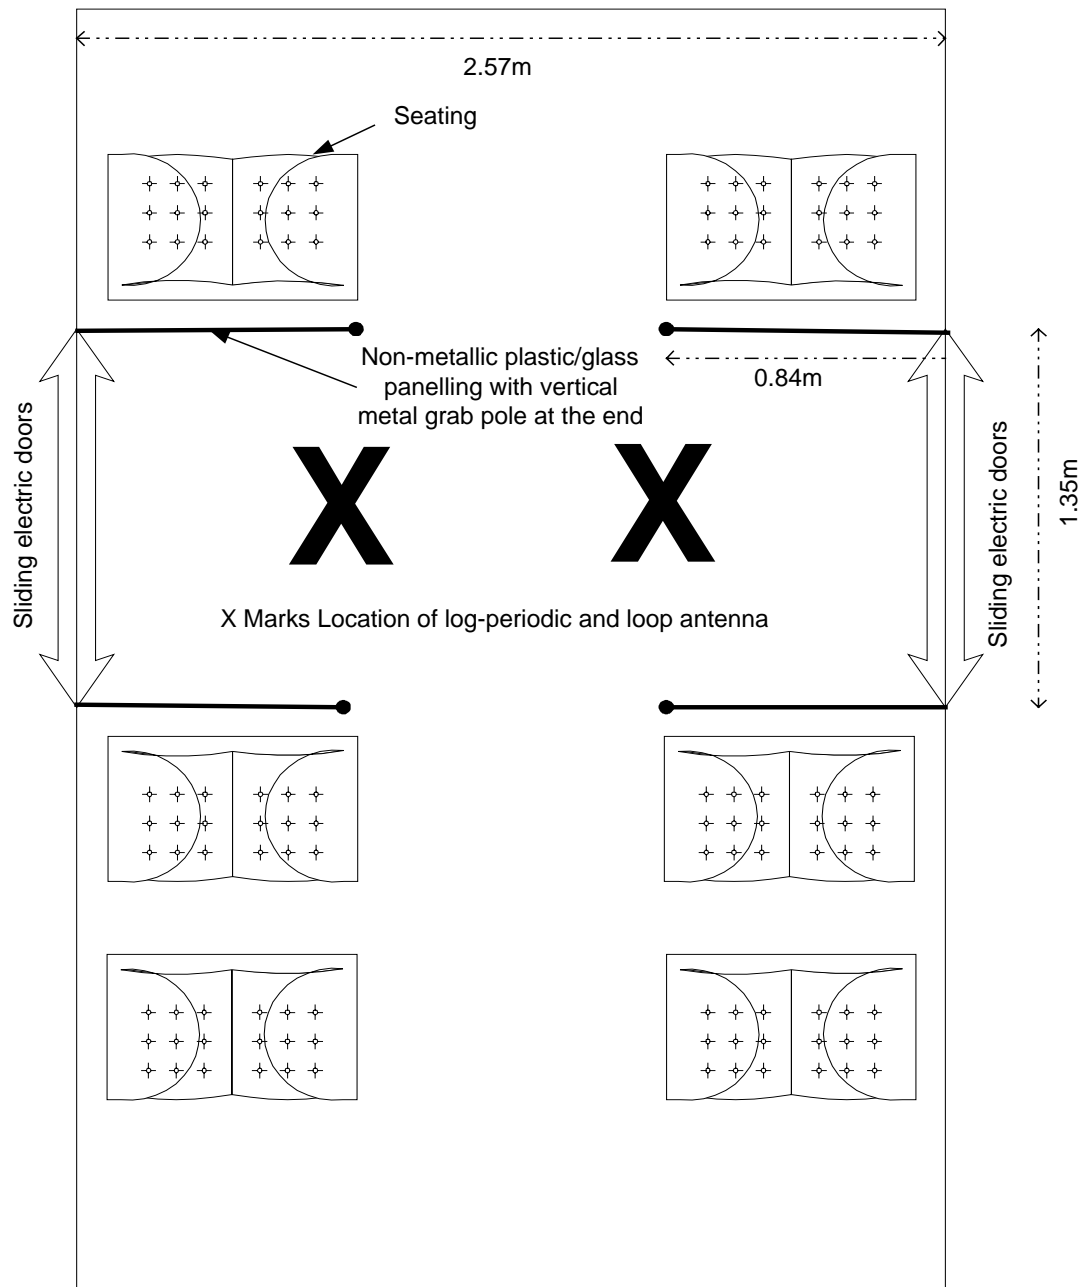 2.57m
Seating
Non-metallic plastic/glass
panelling with vertical
metal grab pole at the end
0.84m
Sliding electric doors
Sliding electric doors
1.35m
X X
X Marks Location of log-periodic and loop antenna